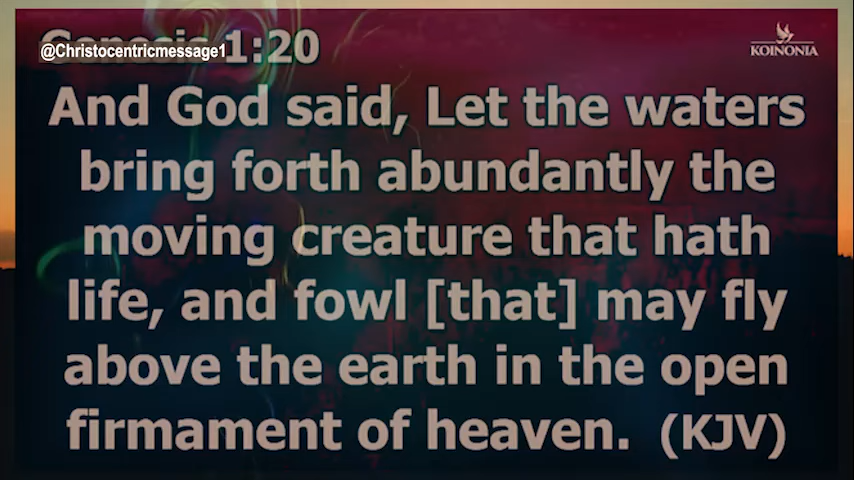 @Christocentricmessage1
Genesis 1:20
KOINONIA
And God said, Let the waters
bring forth abundantly the
moving creature that hath
life, and fowl [that] may fly
above the earth in the open
firmament of heaven. (KJV)